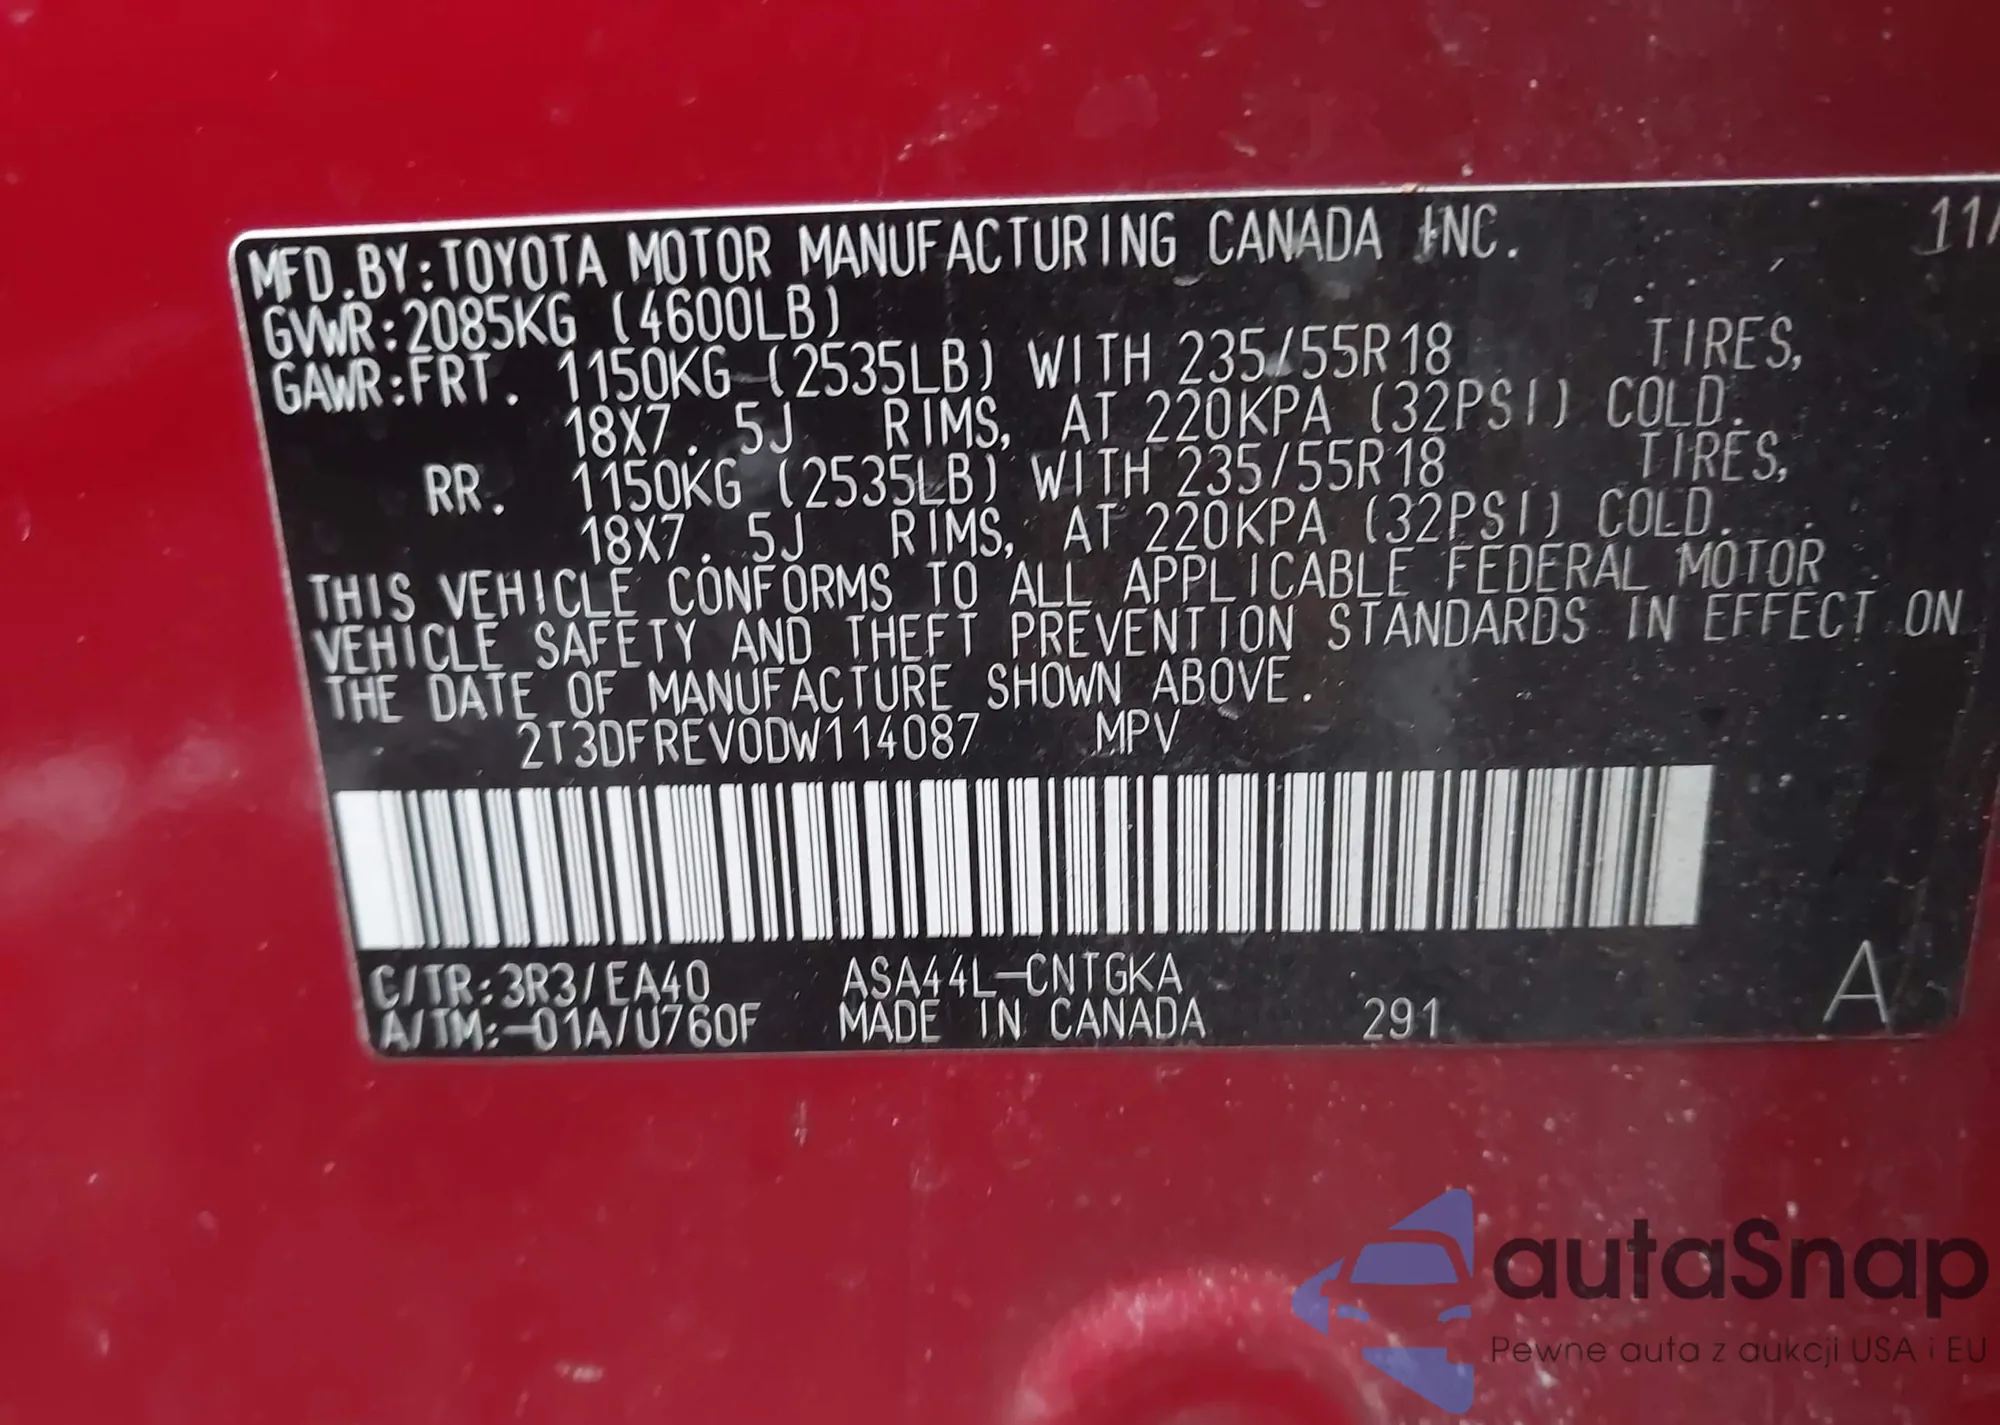 MFD.BY:TOYOTA MOTOR MANUFACTURING CANADA INC. 11/
GVWR:2085KG (4600LB)
GAWR:FRT. 1150KG (2535LB) WITH 235/55R18 TIRES,
18X7.5J RIMS, AT 220KPA (32PSI) COLD.
RR. 1150KG (2535LB) WITH 235/55R18 TIRES,
18X7.5J RIMS, AT 220KPA (32PSI) COLD.
THIS VEHICLE CONFORMS TO ALL APPLICABLE FEDERAL MOTOR
VEHICLE SAFETY AND THEFT PREVENTION STANDARDS IN EFFECT ON
THE DATE OF MANUFACTURE SHOWN ABOVE.
2T3DFREV0DW114087 MPV
C/TR:3R3/EA40 ASA44L-CNTGKA
A/TM:-01A/U760F MADE IN CANADA 291 A
autaSnap
Pewne auta z aukcji USA i EU